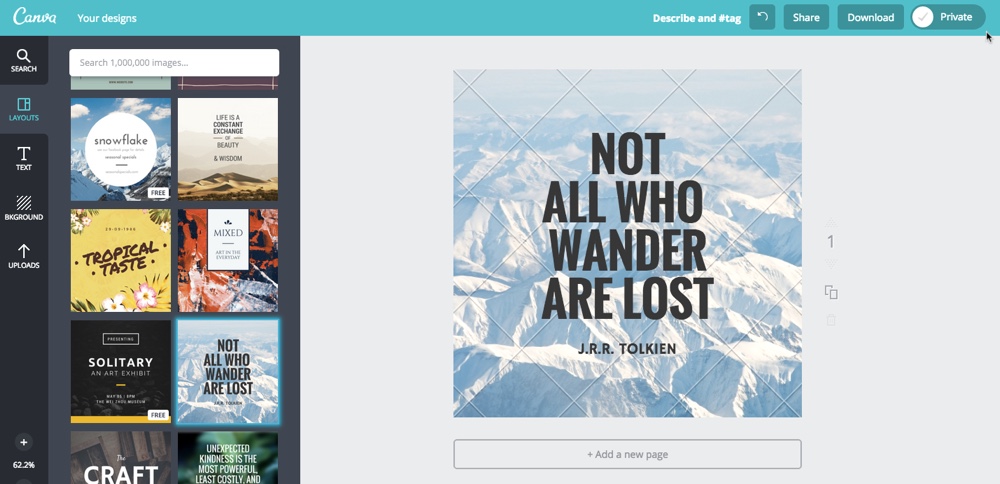 Canva
Your designs
Describe and #tag
Share
Download
Private
SEARCH
LAYOUTS
TEXT
BKGROUND
UPLOADS
62.2%
Search 1,000,000 images...
snowflake
seasonal specials
FREE
LIFE IS A
CONSTANT
EXCHANGE
OF
BEAUTY
& WISDOM
TROPICAL
TASTE
MIXED
ART IN THE
EVERYDAY
PRESENTING
SOLITARY
AN ART EXHIBIT
FREE
NOT
ALL WHO
WANDER
ARE LOST
J.R.R. TOLKIEN
The
CRAFT
UNEXPECTED
KINDNESS IS THE
MOST POWERFUL,
LEAST COSTLY, AND
NOT
ALL WHO
WANDER
ARE LOST
J.R.R. TOLKIEN
1
+ Add a new page